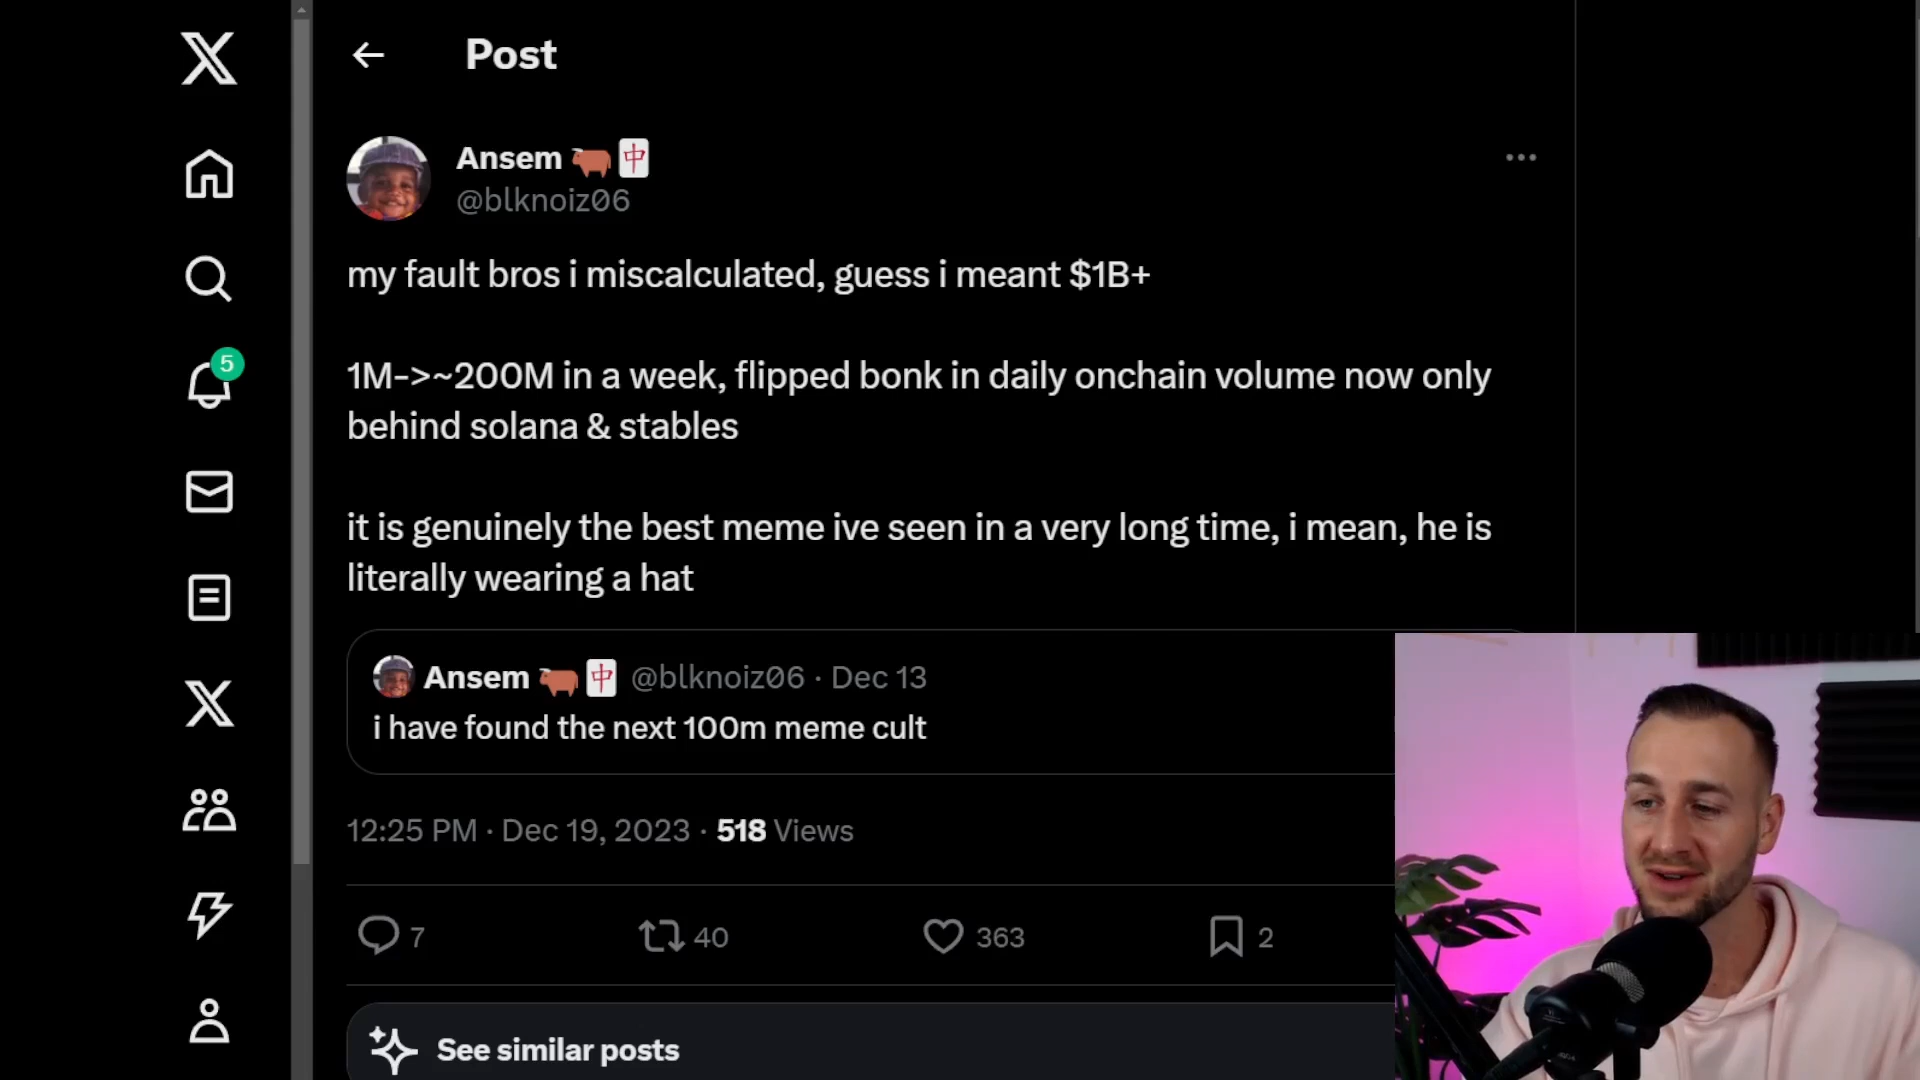 Post
Ansem 🐂🀄
@blknoiz06
my fault bros i miscalculated, guess i meant $1B+
1M->~200M in a week, flipped bonk in daily onchain volume now only
behind solana & stables
it is genuinely the best meme ive seen in a very long time, i mean, he is
literally wearing a hat
Ansem 🐂🀄 @blknoiz06 · Dec 13
i have found the next 100m meme cult
12:25 PM · Dec 19, 2023 · 518 Views
7 40 363 2
See similar posts
5